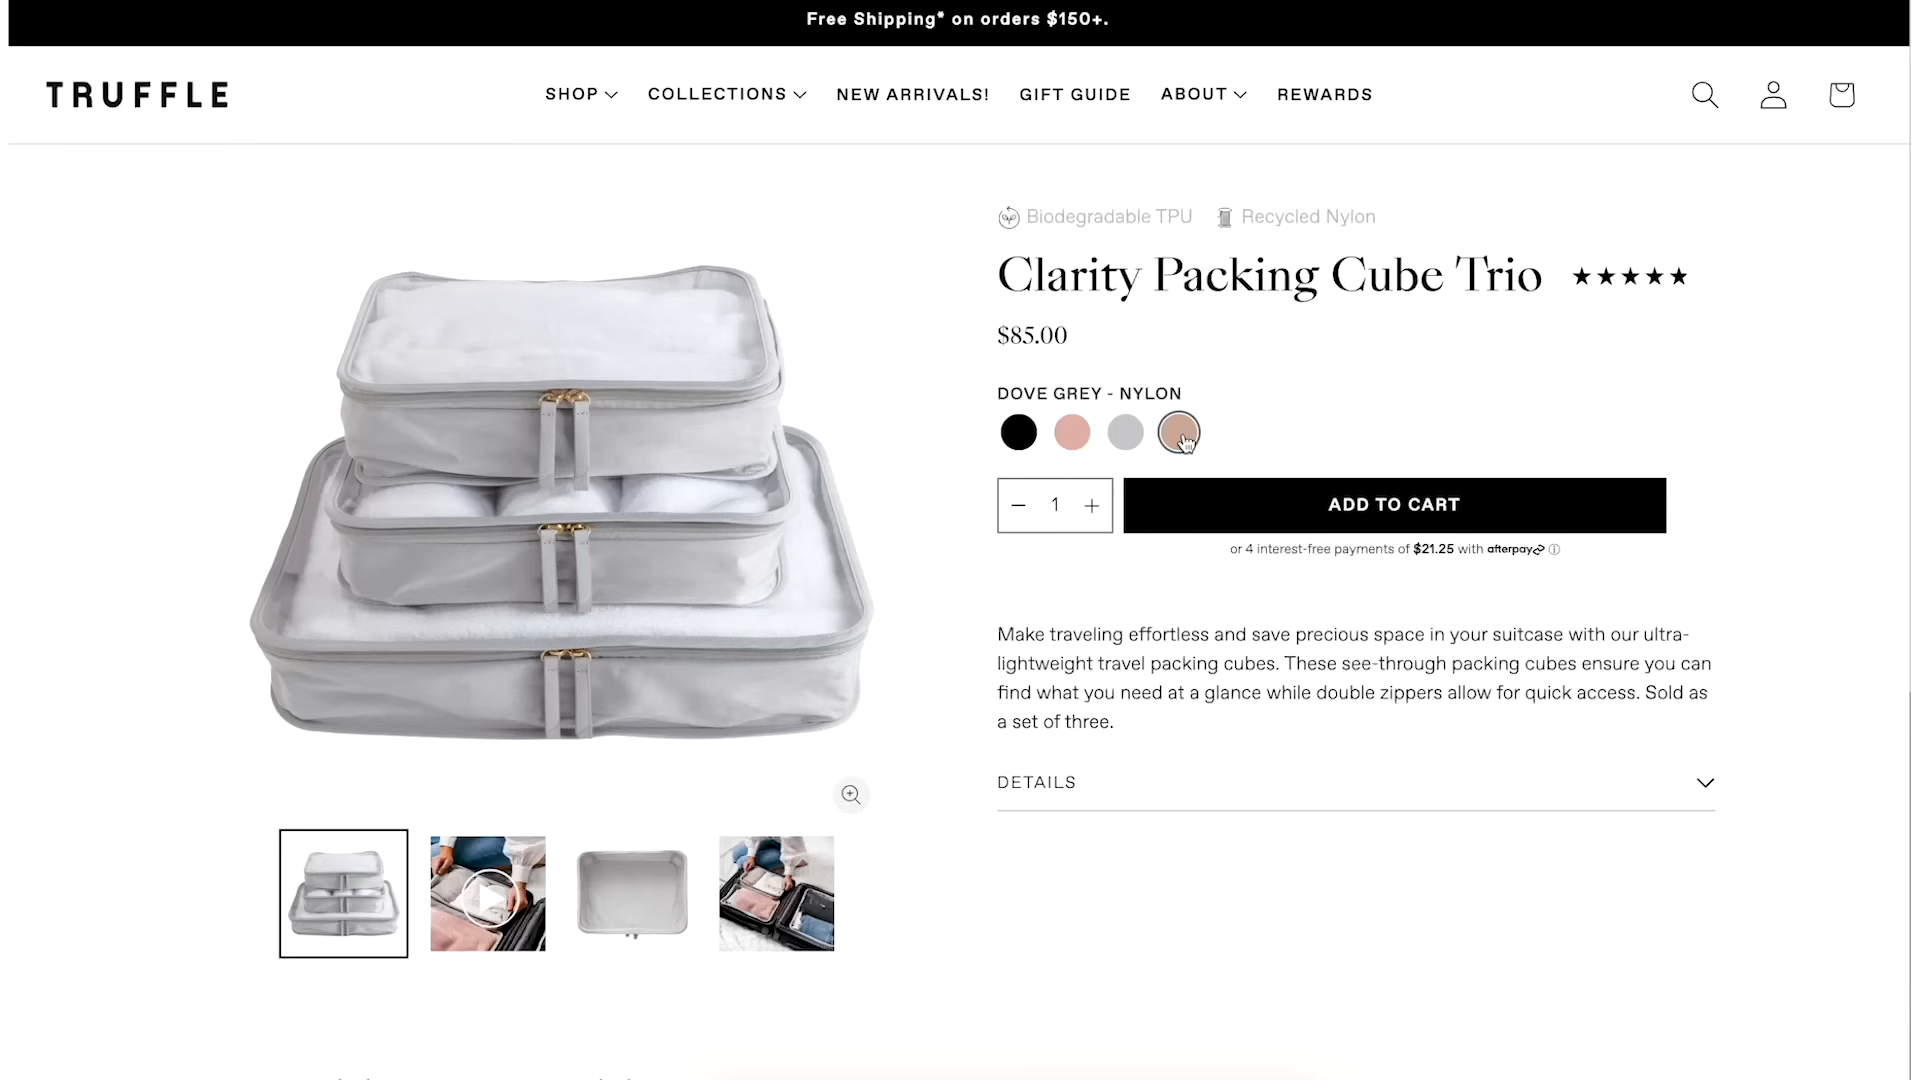 Free Shipping* on orders $150+.
TRUFFLE
SHOP COLLECTIONS NEW ARRIVALS! GIFT GUIDE ABOUT REWARDS
Biodegradable TPU Recycled Nylon
Clarity Packing Cube Trio
$85.00
DOVE GREY - NYLON
1
ADD TO CART
or 4 interest-free payments of $21.25 with afterpay
Make traveling effortless and save precious space in your suitcase with our ultra-
lightweight travel packing cubes. These see-through packing cubes ensure you can
find what you need at a glance while double zippers allow for quick access. Sold as
a set of three.
DETAILS